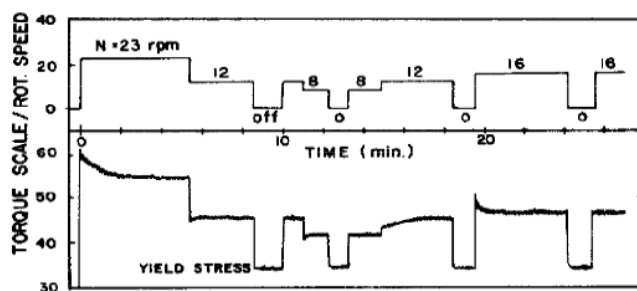 TORQUE SCALE/ROT. SPEED
40
20
0
N = 23 rpm
12
off
8
o
8
12
o
16
o
16
0
10
20
TIME (min.)
60
50
40
30
YIELD STRESS